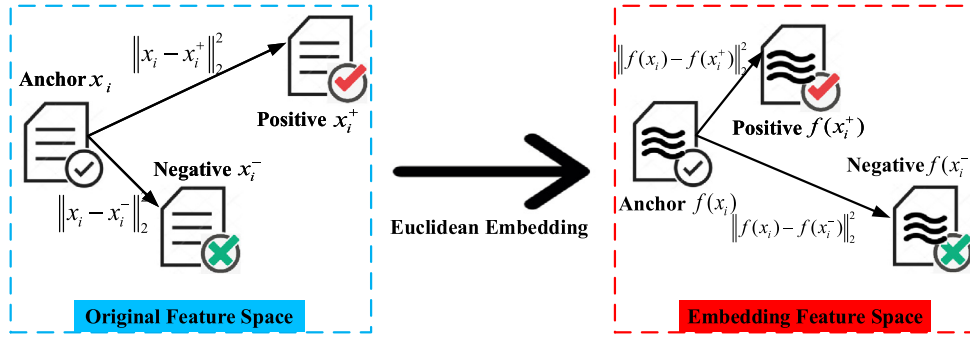 ‖x_i − x_i^+‖_2^2
Anchor x_i
Positive x_i^+
Negative x_i^-
‖x_i − x_i^-‖_2^2
Original Feature Space
Euclidean Embedding
‖f(x_i) − f(x_i^+)‖_2^2
Positive f(x_i^+)
Negative f(x_i^-
Anchor f(x_i)
‖f(x_i) − f(x_i^-)‖_2^2
Embedding Feature Space